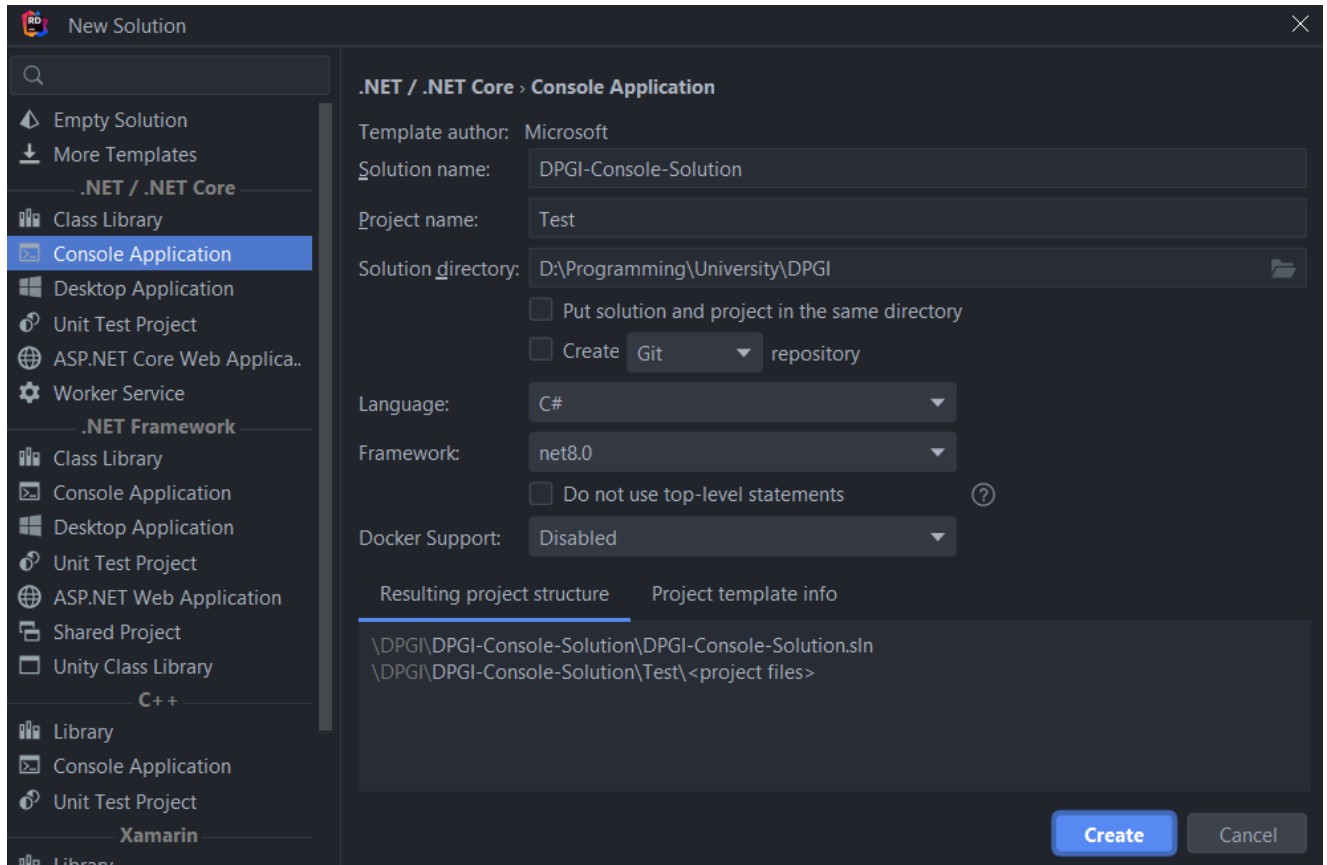 RD
New Solution
Empty Solution
More Templates
.NET / .NET Core
Class Library
Console Application
Desktop Application
Unit Test Project
ASP.NET Core Web Applica..
Worker Service
.NET Framework
Class Library
Console Application
Desktop Application
Unit Test Project
ASP.NET Web Application
Shared Project
Unity Class Library
C++
Library
Console Application
Unit Test Project
Xamarin
Library
.NET / .NET Core › Console Application
Template author: Microsoft
Solution name: DPGI-Console-Solution
Project name: Test
Solution directory: D:\Programming\University\DPGI
Put solution and project in the same directory
Create Git repository
Language: C#
Framework: net8.0
Do not use top-level statements ?
Docker Support: Disabled
Resulting project structure Project template info
\DPGI\DPGI-Console-Solution\DPGI-Console-Solution.sln
\DPGI\DPGI-Console-Solution\Test\<project files>
Create Cancel